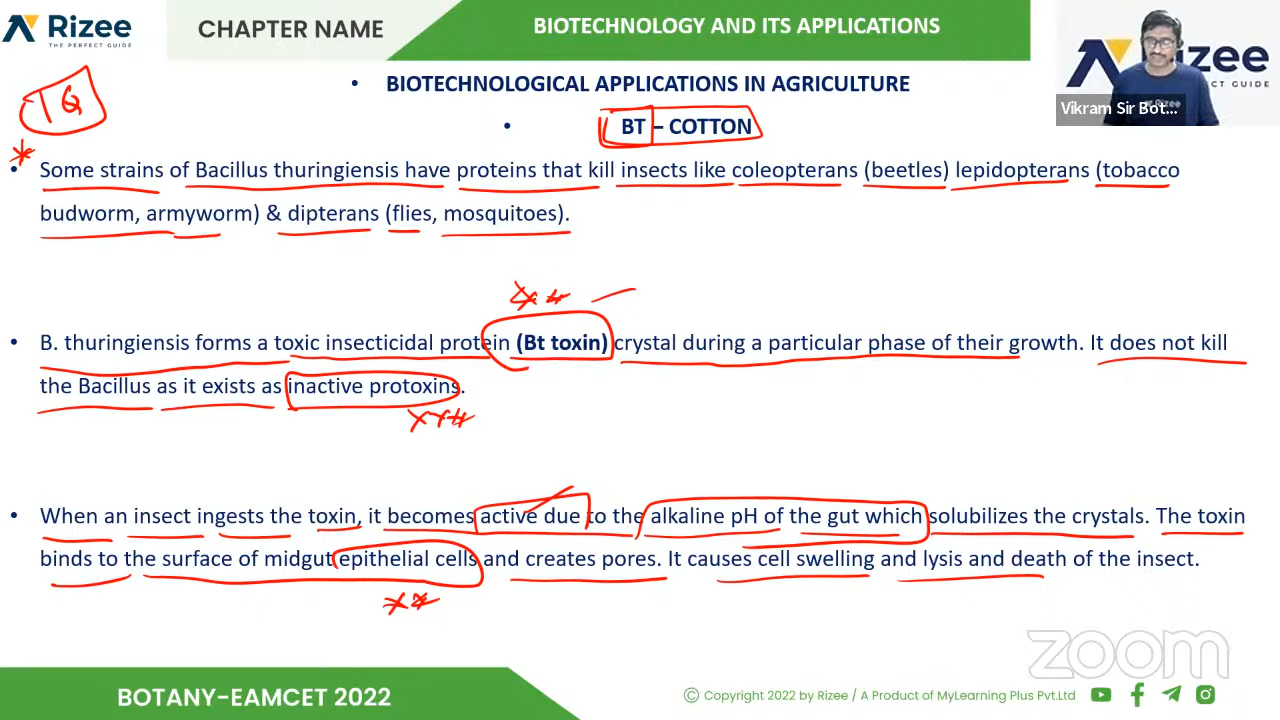 Rizee
THE PERFECT GUIDE
CHAPTER NAME
BIOTECHNOLOGY AND ITS APPLICATIONS
Rizee
Vikram Sir Bot...
• BIOTECHNOLOGICAL APPLICATIONS IN AGRICULTURE
• BT – COTTON
• Some strains of Bacillus thuringiensis have proteins that kill insects like coleopterans (beetles) lepidopterans (tobacco
budworm, armyworm) & dipterans (flies, mosquitoes).
• B. thuringiensis forms a toxic insecticidal protein (Bt toxin) crystal during a particular phase of their growth. It does not kill
the Bacillus as it exists as inactive protoxins.
• When an insect ingests the toxin, it becomes active due to the alkaline pH of the gut which solubilizes the crystals. The toxin
binds to the surface of midgut epithelial cells and creates pores. It causes cell swelling and lysis and death of the insect.
zoom
BOTANY-EAMCET 2022
© Copyright 2022 by Rizee / A Product of MyLearning Plus Pvt.Ltd